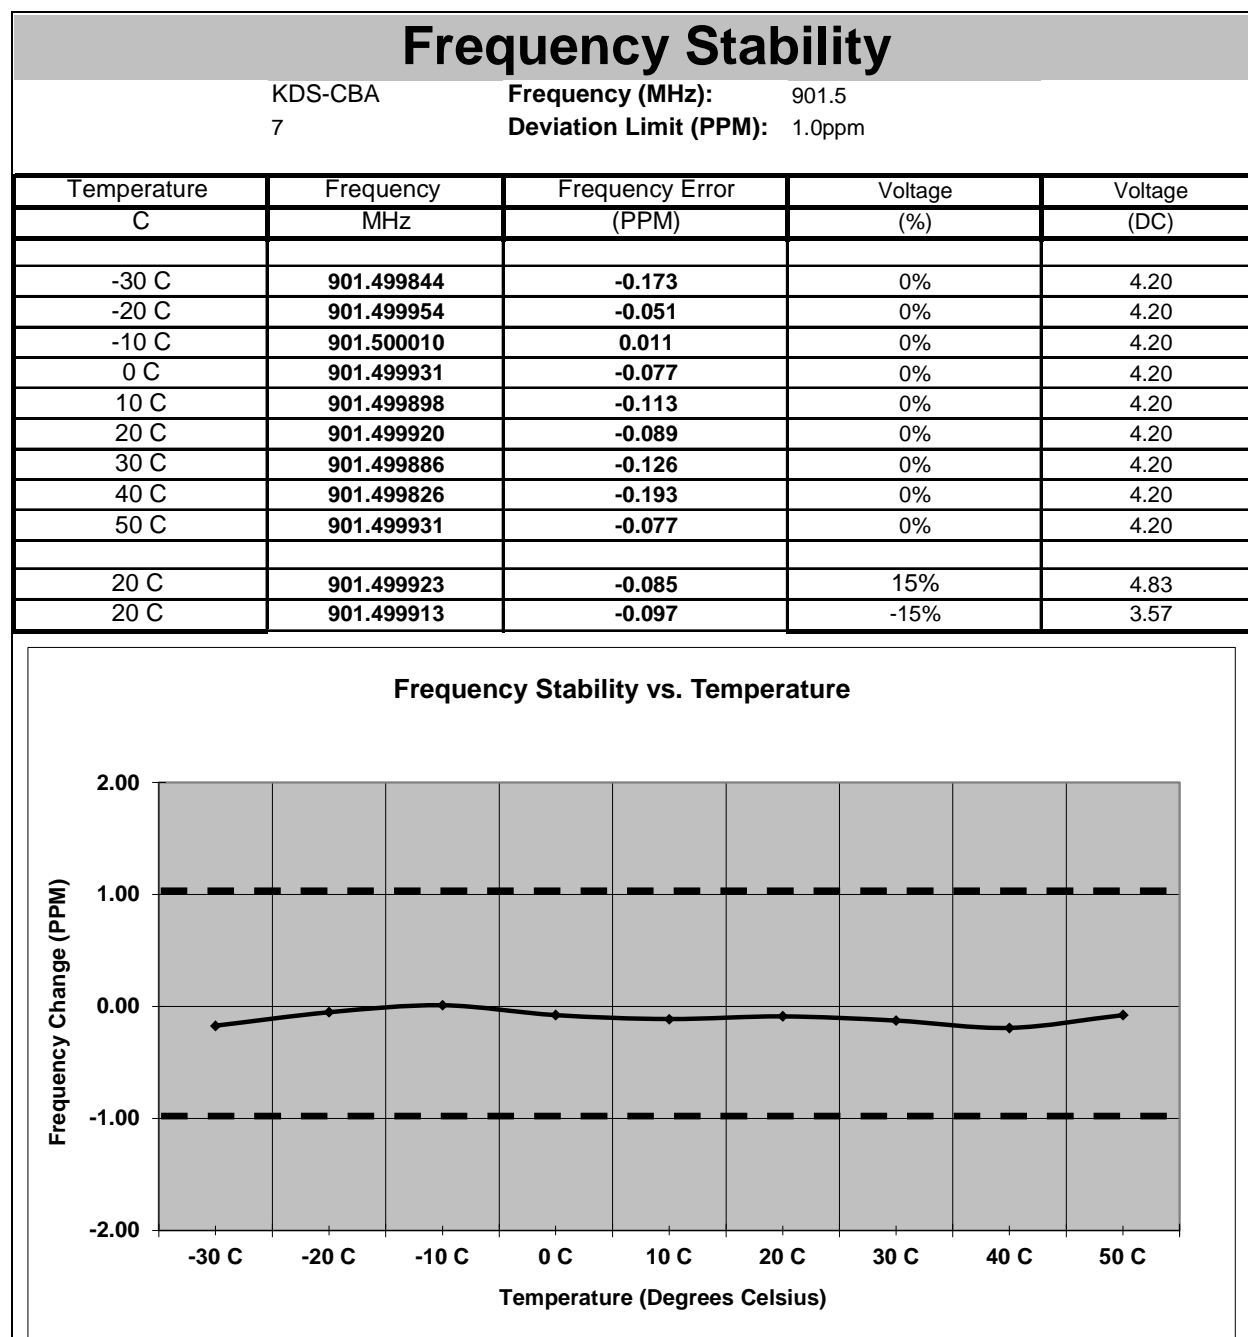 Frequency Stability
KDS-CBA Frequency (MHz): 901.5
7 Deviation Limit (PPM): 1.0ppm
Temperature Frequency Frequency Error Voltage Voltage
C MHz (PPM) (%) (DC)
-30 C 901.499844 -0.173 0% 4.20
-20 C 901.499954 -0.051 0% 4.20
-10 C 901.500010 0.011 0% 4.20
0 C 901.499931 -0.077 0% 4.20
10 C 901.499898 -0.113 0% 4.20
20 C 901.499920 -0.089 0% 4.20
30 C 901.499886 -0.126 0% 4.20
40 C 901.499826 -0.193 0% 4.20
50 C 901.499931 -0.077 0% 4.20
20 C 901.499923 -0.085 15% 4.83
20 C 901.499913 -0.097 -15% 3.57
Frequency Stability vs. Temperature
Frequency Change (PPM)
2.00
1.00
0.00
-1.00
-2.00
-30 C -20 C -10 C 0 C 10 C 20 C 30 C 40 C 50 C
Temperature (Degrees Celsius)